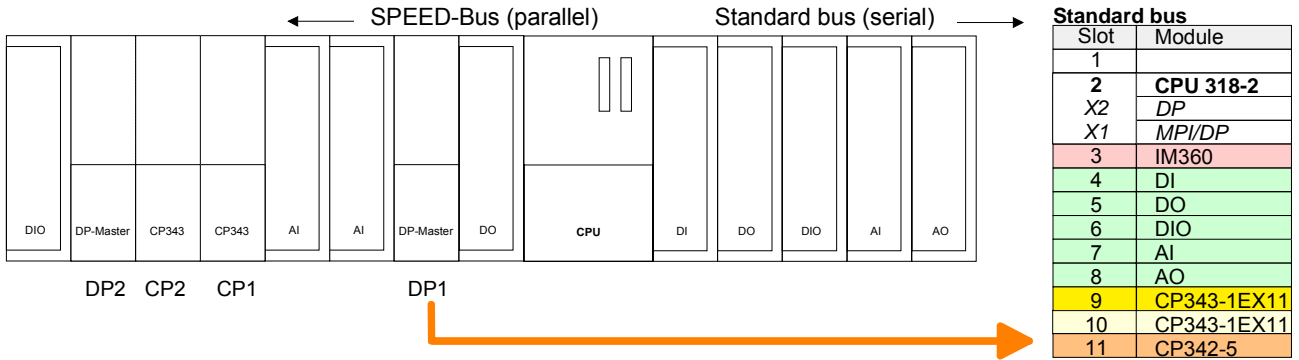 SPEED-Bus (parallel) Standard bus (serial)
DIO DP-Master CP343 CP343 AI AI DP-Master DO CPU DI DO DIO AI AO
DP2 CP2 CP1 DP1
Standard bus
Slot Module
1
2 CPU 318-2
X2 DP
X1 MPI/DP
3 IM360
4 DI
5 DO
6 DIO
7 AI
8 AO
9 CP343-1EX11
10 CP343-1EX11
11 CP342-5